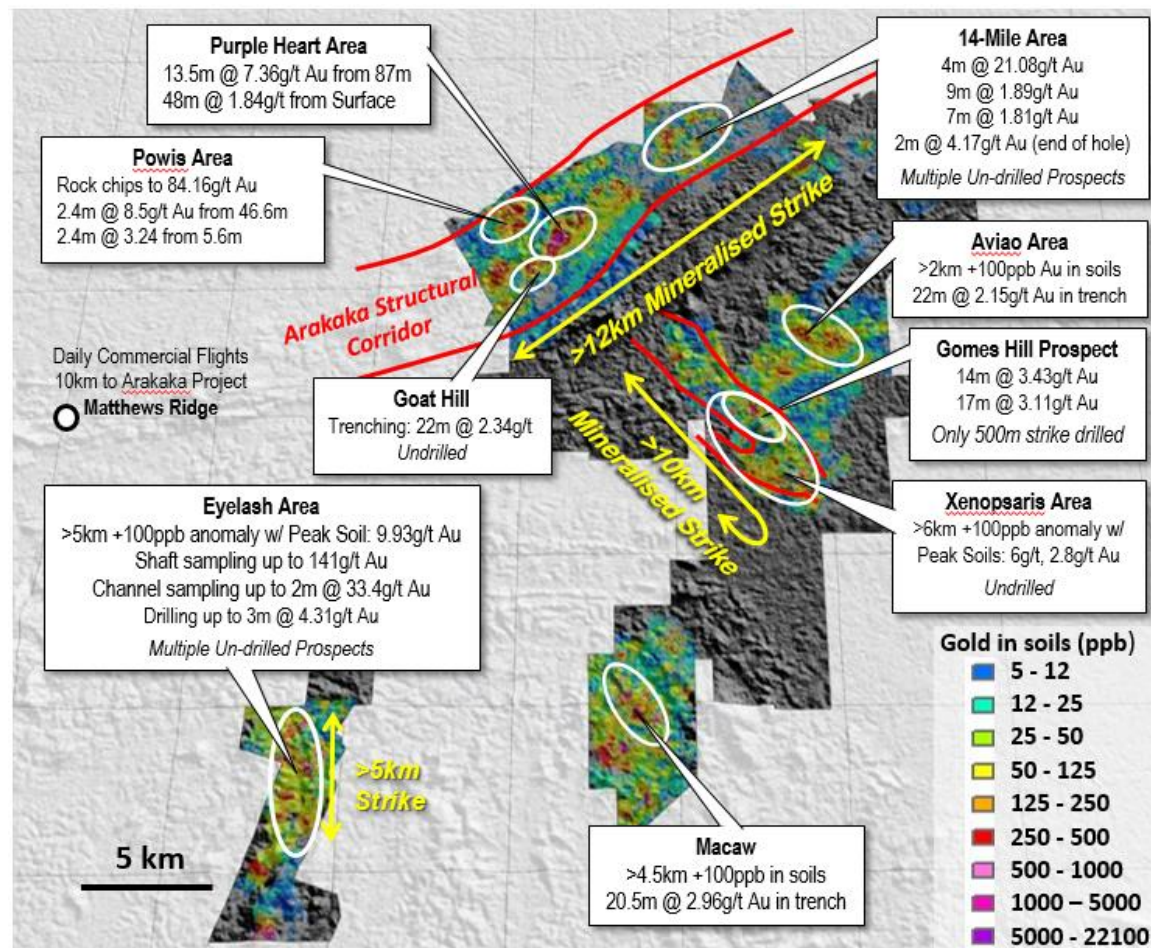 Purple Heart Area
13.5m @ 7.36g/t Au from 87m
48m @ 1.84g/t from Surface
14-Mile Area
4m @ 21.08g/t Au
9m @ 1.89g/t Au
7m @ 1.81g/t Au
2m @ 4.17g/t Au (end of hole)
Multiple Un-drilled Prospects
Powis Area
Rock chips to 84.16g/t Au
2.4m @ 8.5g/t Au from 46.6m
2.4m @ 3.24 from 5.6m
Aviao Area
>2km +100ppb Au in soils
22m @ 2.15g/t Au in trench
Arakaka Structural
Corridor
>12km Mineralised Strike
Daily Commercial Flights
10km to Arakaka Project
Matthews Ridge
Goat Hill
Trenching: 22m @ 2.34g/t
Undrilled
Gomes Hill Prospect
14m @ 3.43g/t Au
17m @ 3.11g/t Au
Only 500m strike drilled
>10km
Mineralised Strike
Eyelash Area
>5km +100ppb anomaly w/ Peak Soil: 9.93g/t Au
Shaft sampling up to 141g/t Au
Channel sampling up to 2m @ 33.4g/t Au
Drilling up to 3m @ 4.31g/t Au
Multiple Un-drilled Prospects
Xenopsaris Area
>6km +100ppb anomaly w/
Peak Soils: 6g/t, 2.8g/t Au
Undrilled
>5km
Strike
5 km
Macaw
>4.5km +100ppb in soils
20.5m @ 2.96g/t Au in trench
Gold in soils (ppb)
5 - 12
12 - 25
25 - 50
50 - 125
125 - 250
250 - 500
500 - 1000
1000 – 5000
5000 - 22100